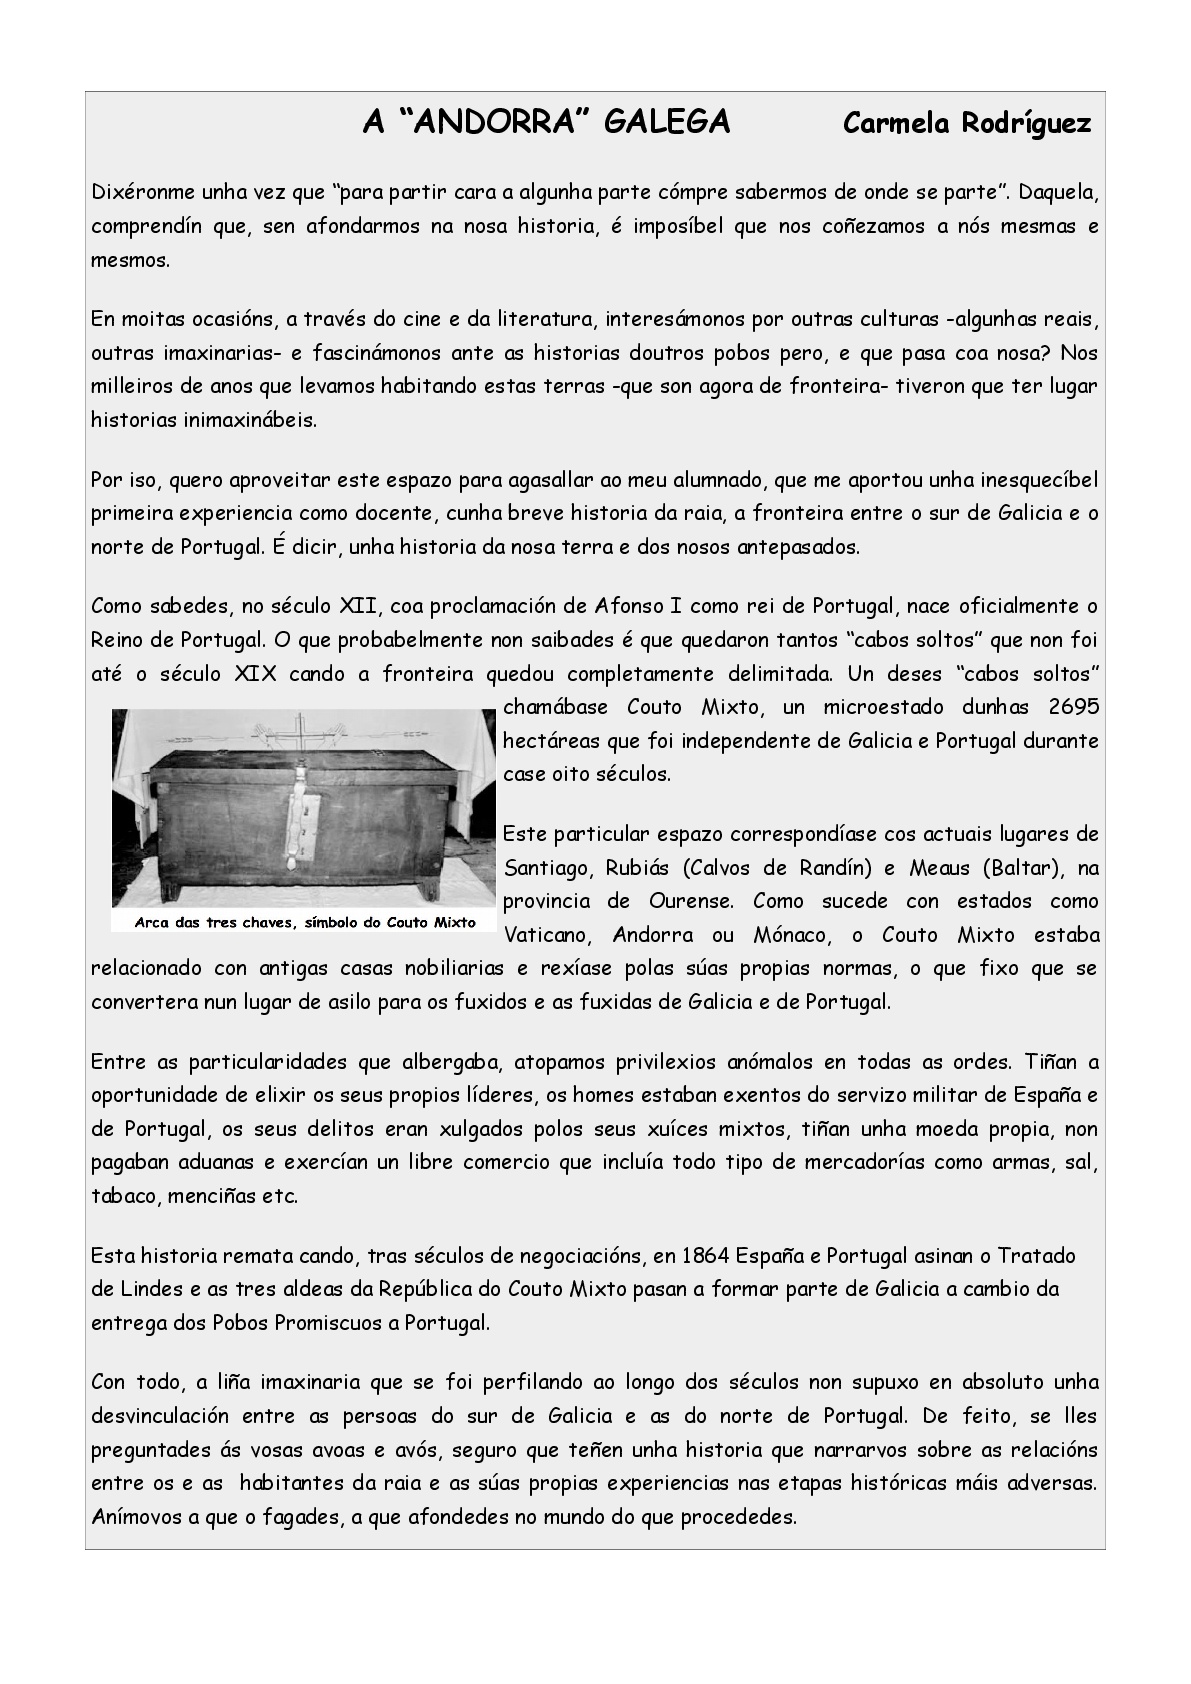 A “ANDORRA” GALEGA Carmela Rodríguez
Dixéronme unha vez que “para partir cara a algunha parte cómpre sabermos de onde se parte”. Daquela,
comprendín que, sen afondarmos na nosa historia, é imposíbel que nos coñezamos a nós mesmas e
mesmos.
En moitas ocasións, a través do cine e da literatura, interesámonos por outras culturas -algunhas reais,
outras imaxinarias- e fascinámonos ante as historias doutros pobos pero, e que pasa coa nosa? Nos
milleiros de anos que levamos habitando estas terras -que son agora de fronteira- tiveron que ter lugar
historias inimaxinábeis.
Por iso, quero aproveitar este espazo para agasallar ao meu alumnado, que me aportou unha inesquecíbel
primeira experiencia como docente, cunha breve historia da raia, a fronteira entre o sur de Galicia e o
norte de Portugal. É dicir, unha historia da nosa terra e dos nosos antepasados.
Como sabedes, no século XII, coa proclamación de Afonso I como rei de Portugal, nace oficialmente o
Reino de Portugal. O que probabelmente non saibades é que quedaron tantos “cabos soltos” que non foi
até o século XIX cando a fronteira quedou completamente delimitada. Un deses “cabos soltos”
chamábase Couto Mixto, un microestado dunhas 2695
hectáreas que foi independente de Galicia e Portugal durante
case oito séculos.
Este particular espazo correspondíase cos actuais lugares de
Santiago, Rubiás (Calvos de Randín) e Meaus (Baltar), na
provincia de Ourense. Como sucede con estados como
Vaticano, Andorra ou Mónaco, o Couto Mixto estaba
Arca das tres chaves, símbolo do Couto Mixto
relacionado con antigas casas nobiliarias e rexíase polas súas propias normas, o que fixo que se
convertera nun lugar de asilo para os fuxidos e as fuxidas de Galicia e de Portugal.
Entre as particularidades que albergaba, atopamos privilexios anómalos en todas as ordes. Tiñan a
oportunidade de elixir os seus propios líderes, os homes estaban exentos do servizo militar de España e
de Portugal, os seus delitos eran xulgados polos seus xuíces mixtos, tiñan unha moeda propia, non
pagaban aduanas e exercían un libre comercio que incluía todo tipo de mercadorías como armas, sal,
tabaco, menciñas etc.
Esta historia remata cando, tras séculos de negociacións, en 1864 España e Portugal asinan o Tratado
de Lindes e as tres aldeas da República do Couto Mixto pasan a formar parte de Galicia a cambio da
entrega dos Pobos Promiscuos a Portugal.
Con todo, a liña imaxinaria que se foi perfilando ao longo dos séculos non supuxo en absoluto unha
desvinculación entre as persoas do sur de Galicia e as do norte de Portugal. De feito, se lles
preguntades ás vosas avoas e avós, seguro que teñen unha historia que narrarvos sobre as relacións
entre os e as habitantes da raia e as súas propias experiencias nas etapas históricas máis adversas.
Anímovos a que o fagades, a que afondedes no mundo do que procededes.